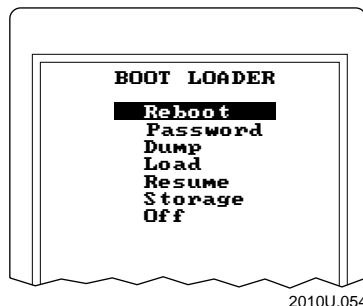 BOOT LOADER
Reboot
Password
Dump
Load
Resume
Storage
Off
2010U.054